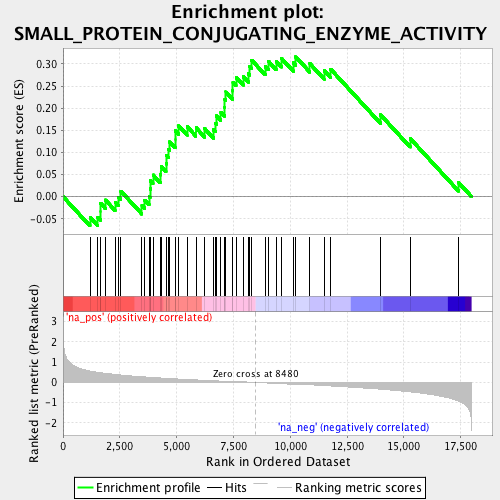 Enrichment plot:
SMALL_PROTEIN_CONJUGATING_ENZYME_ACTIVITY
Enrichment score (ES)
0.30
0.25
0.20
0.15
0.10
0.05
0.00
-0.05
'na_pos' (positively correlated)
Ranked list metric (PreRanked)
3
2
1
0
-1
-2
Zero cross at 8480
'na_neg' (negatively correlated)
0
2,500
5,000
7,500
10,000
12,500
15,000
17,500
Rank in Ordered Dataset
Enrichment profile
Hits
Ranking metric scores